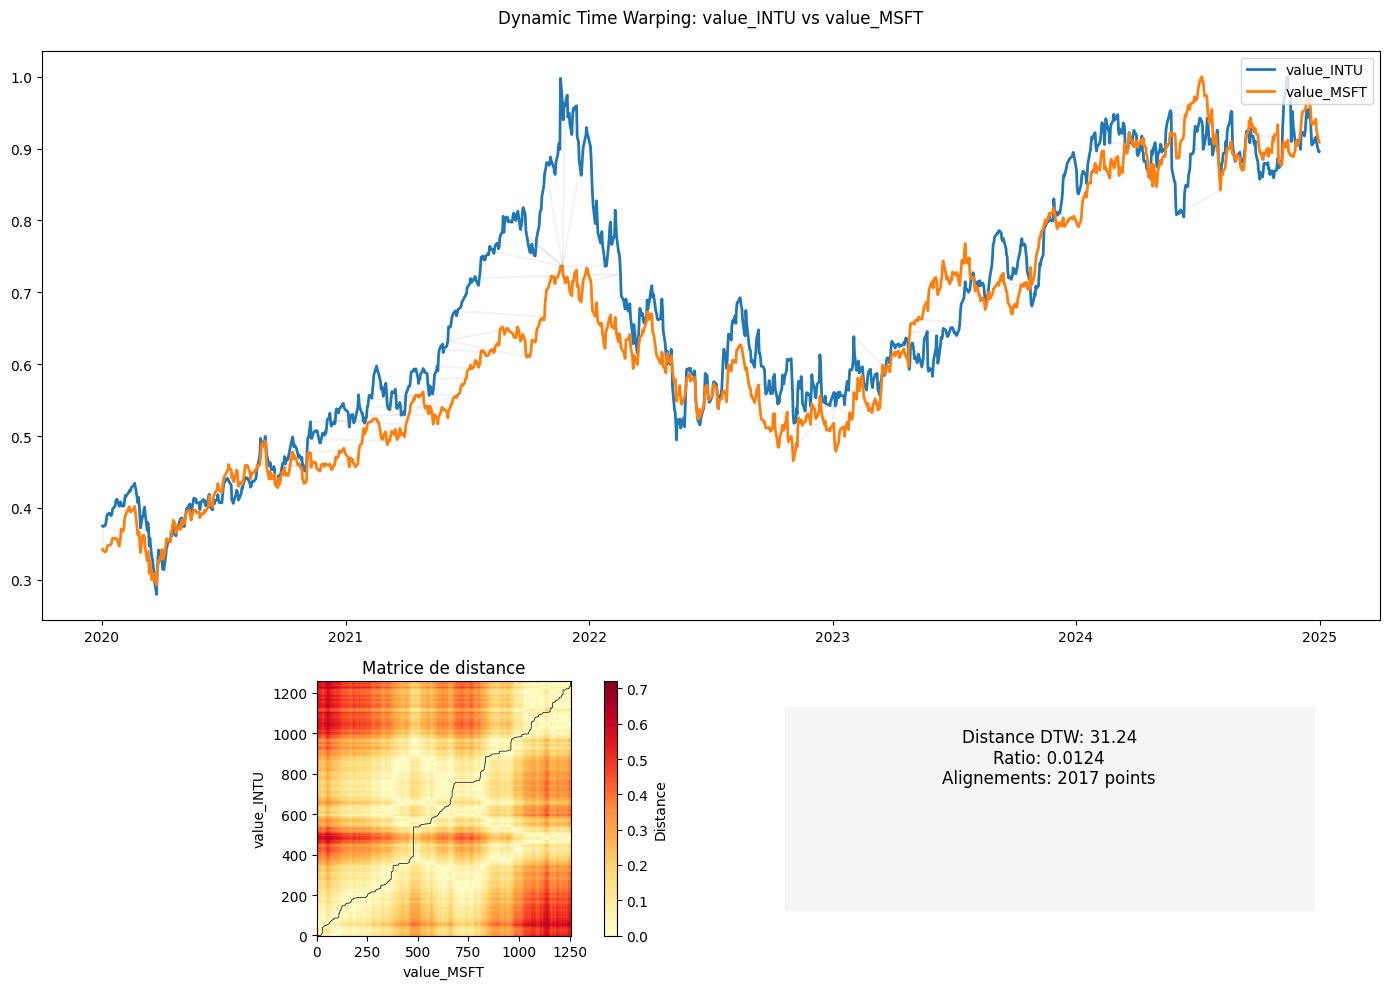 Dynamic Time Warping: value_INTU vs value_MSFT
value_INTU
value_MSFT
1.0
0.9
0.8
0.7
0.6
0.5
0.4
0.3
2020 2021 2022 2023 2024 2025
Matrice de distance
value_INTU
1200
1000
800
600
400
200
0
0 250 500 750 1000 1250
value_MSFT
0.7
0.6
0.5
0.4
0.3
0.2
0.1
0.0
Distance
Distance DTW: 31.24
Ratio: 0.0124
Alignements: 2017 points